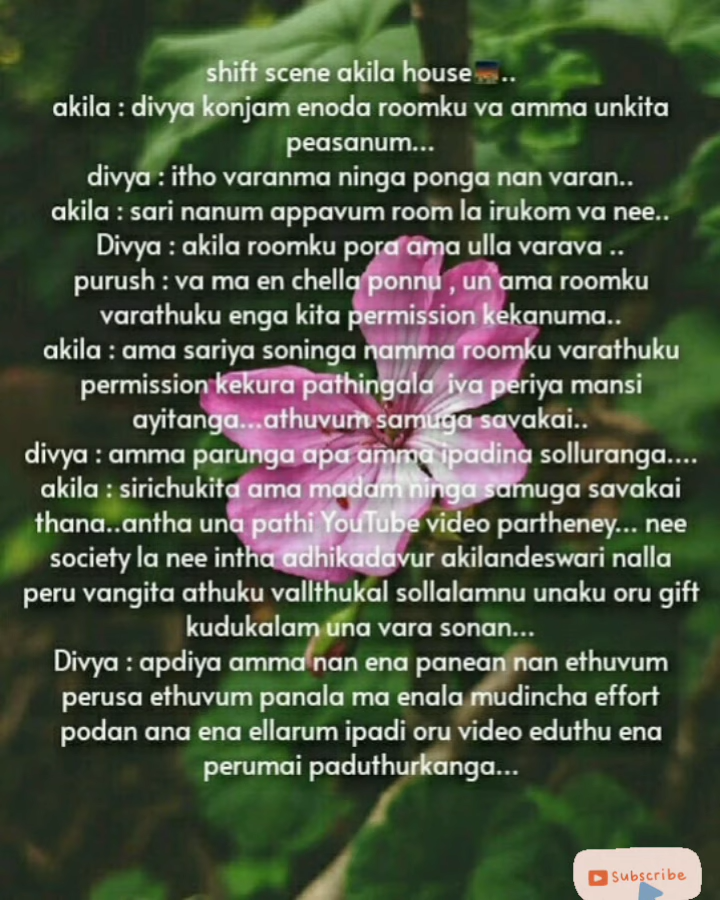 shift scene akila house🌆..
akila : divya konjam enoda roomku va amma unkita
peasanum...
divya : itho varanma ninga ponga nan varan..
akila : sari nanum appavum room la irukom va nee..
Divya : akila roomku pora ama ulla varava ..
purush : va ma en chella ponnu , un ama roomku
varathuku enga kita permission kekanuma..
akila : ama sariya soninga namma roomku varathuku
permission kekura pathingala iva periya mansi
ayitanga...athuvum samuga savakai..
divya : amma parunga apa amma ipadina solluranga....
akila : sirichukita ama madam ninga samuga savakai
thana..antha una pathi YouTube video partheney... nee
society la nee intha adhikadavur akilandeswari nalla
peru vangita athuku vallthukal sollalamnu unaku oru gift
kudukalam una vara sonan...
Divya : apdiya amma nan ena panean nan ethuvum
perusa ethuvum panala ma enala mudincha effort
podan ana ena ellarum ipadi oru video eduthu ena
perumai paduthurkanga...
Subscribe